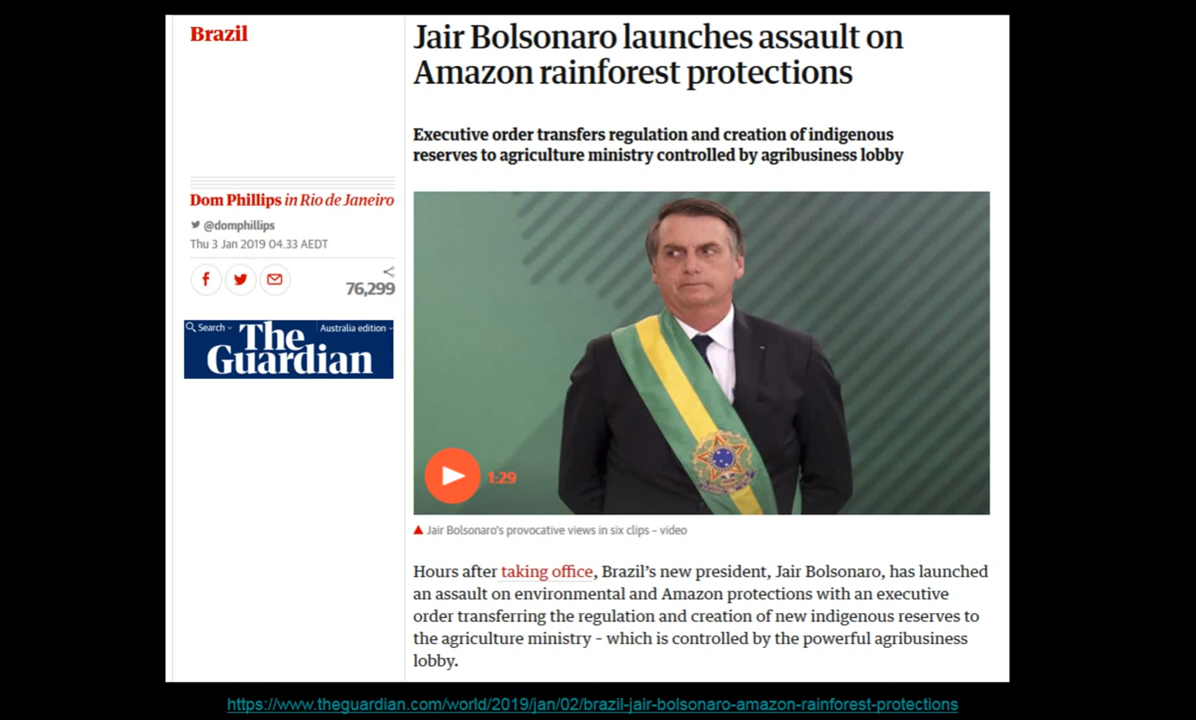 Brazil
Jair Bolsonaro launches assault on
Amazon rainforest protections
Executive order transfers regulation and creation of indigenous
reserves to agriculture ministry controlled by agribusiness lobby
Dom Phillips in Rio de Janeiro
@domphillips
Thu 3 Jan 2019 04.33 AEDT
76,299
Search
Australia edition
The
Guardian
1:29
Jair Bolsonaro's provocative views in six clips – video
Hours after taking office, Brazil's new president, Jair Bolsonaro, has launched
an assault on environmental and Amazon protections with an executive
order transferring the regulation and creation of new indigenous reserves to
the agriculture ministry – which is controlled by the powerful agribusiness
lobby.
https://www.theguardian.com/world/2019/jan/02/brazil-jair-bolsonaro-amazon-rainforest-protections